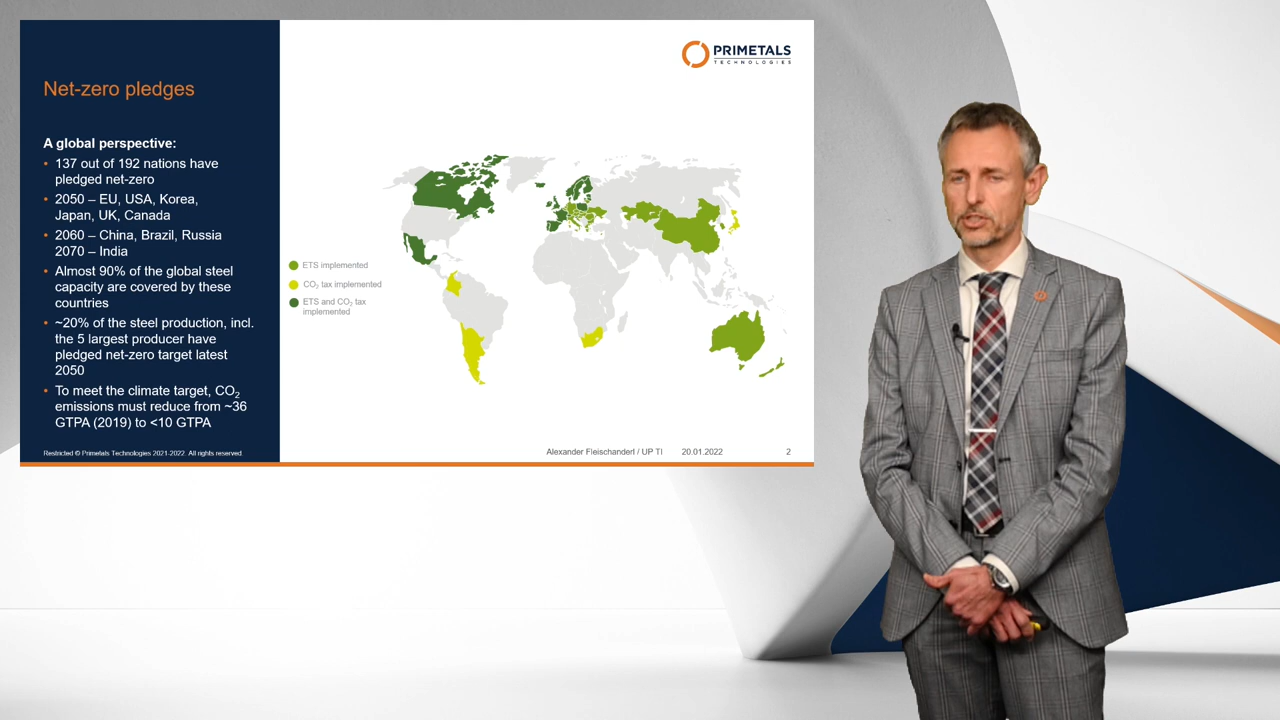 PRIMETALS
TECHNOLOGIES
Net-zero pledges
A global perspective:
• 137 out of 192 nations have
pledged net-zero
• 2050 – EU, USA, Korea,
Japan, UK, Canada
• 2060 – China, Brazil, Russia
2070 – India
• Almost 90% of the global steel
capacity are covered by these
countries
• ~20% of the steel production, incl.
the 5 largest producer have
pledged net-zero target latest
2050
• To meet the climate target, CO₂
emissions must reduce from ~36
GTPA (2019) to <10 GTPA
ETS implemented
CO₂ tax implemented
ETS and CO₂ tax
implemented
Restricted © Primetals Technologies 2021-2022. All rights reserved.
Alexander Fleischanderl / UP TI 20.01.2022 2